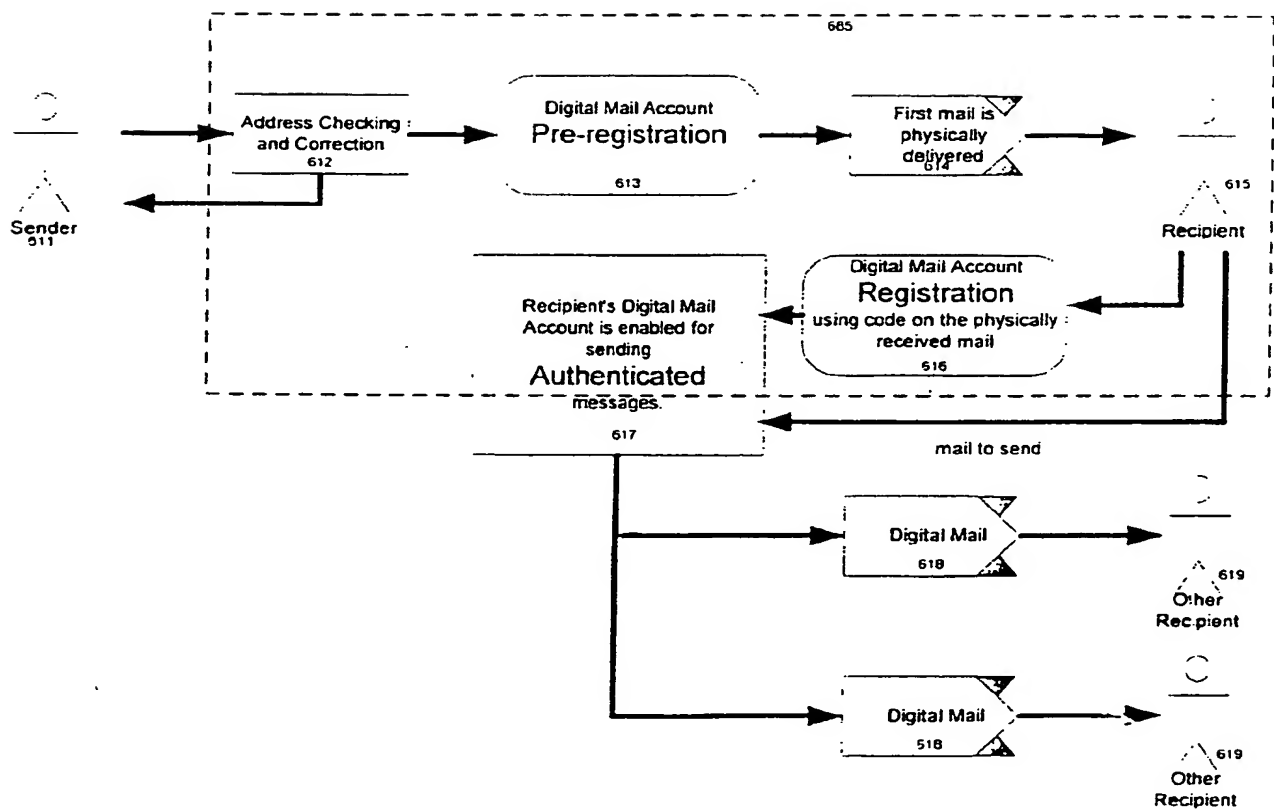 685
Address Checking
and Correction
612
Digital Mail Account
Pre-registration
613
First mail is
physically
delivered
614
615
Sender
611
Recipient
Recipient's Digital Mail
Account is enabled for
sending
Authenticated
messages.
617
Digital Mail Account
Registration
using code on the physically
received mail
616
mail to send
Digital Mail
618
619
Other
Recipient
Digital Mail
618
619
Other
Recipient